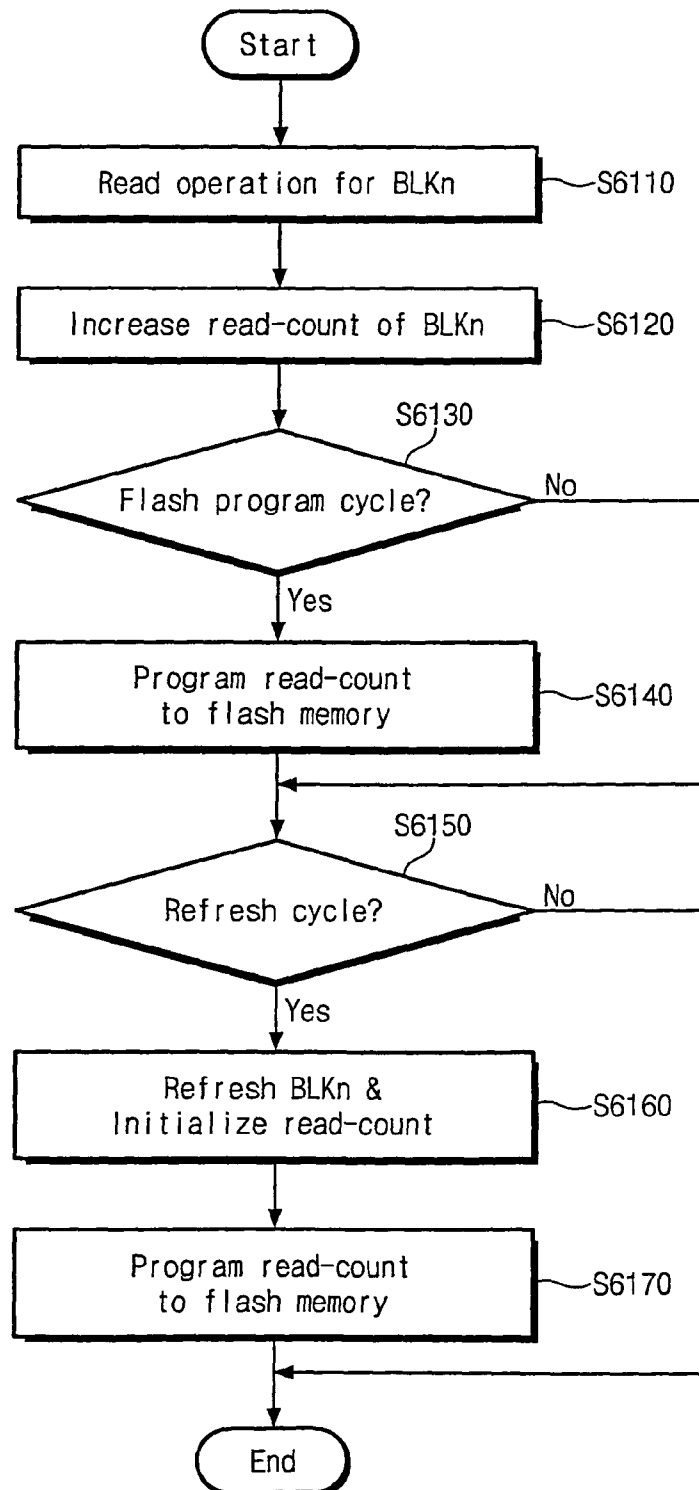 Start
Read operation for BLKn
S6110
Increase read-count of BLKn
S6120
S6130
Flash program cycle?
No
Yes
Program read-count
to flash memory
S6140
S6150
Refresh cycle?
No
Yes
Refresh BLKn &
Initialize read-count
S6160
Program read-count
to flash memory
S6170
End